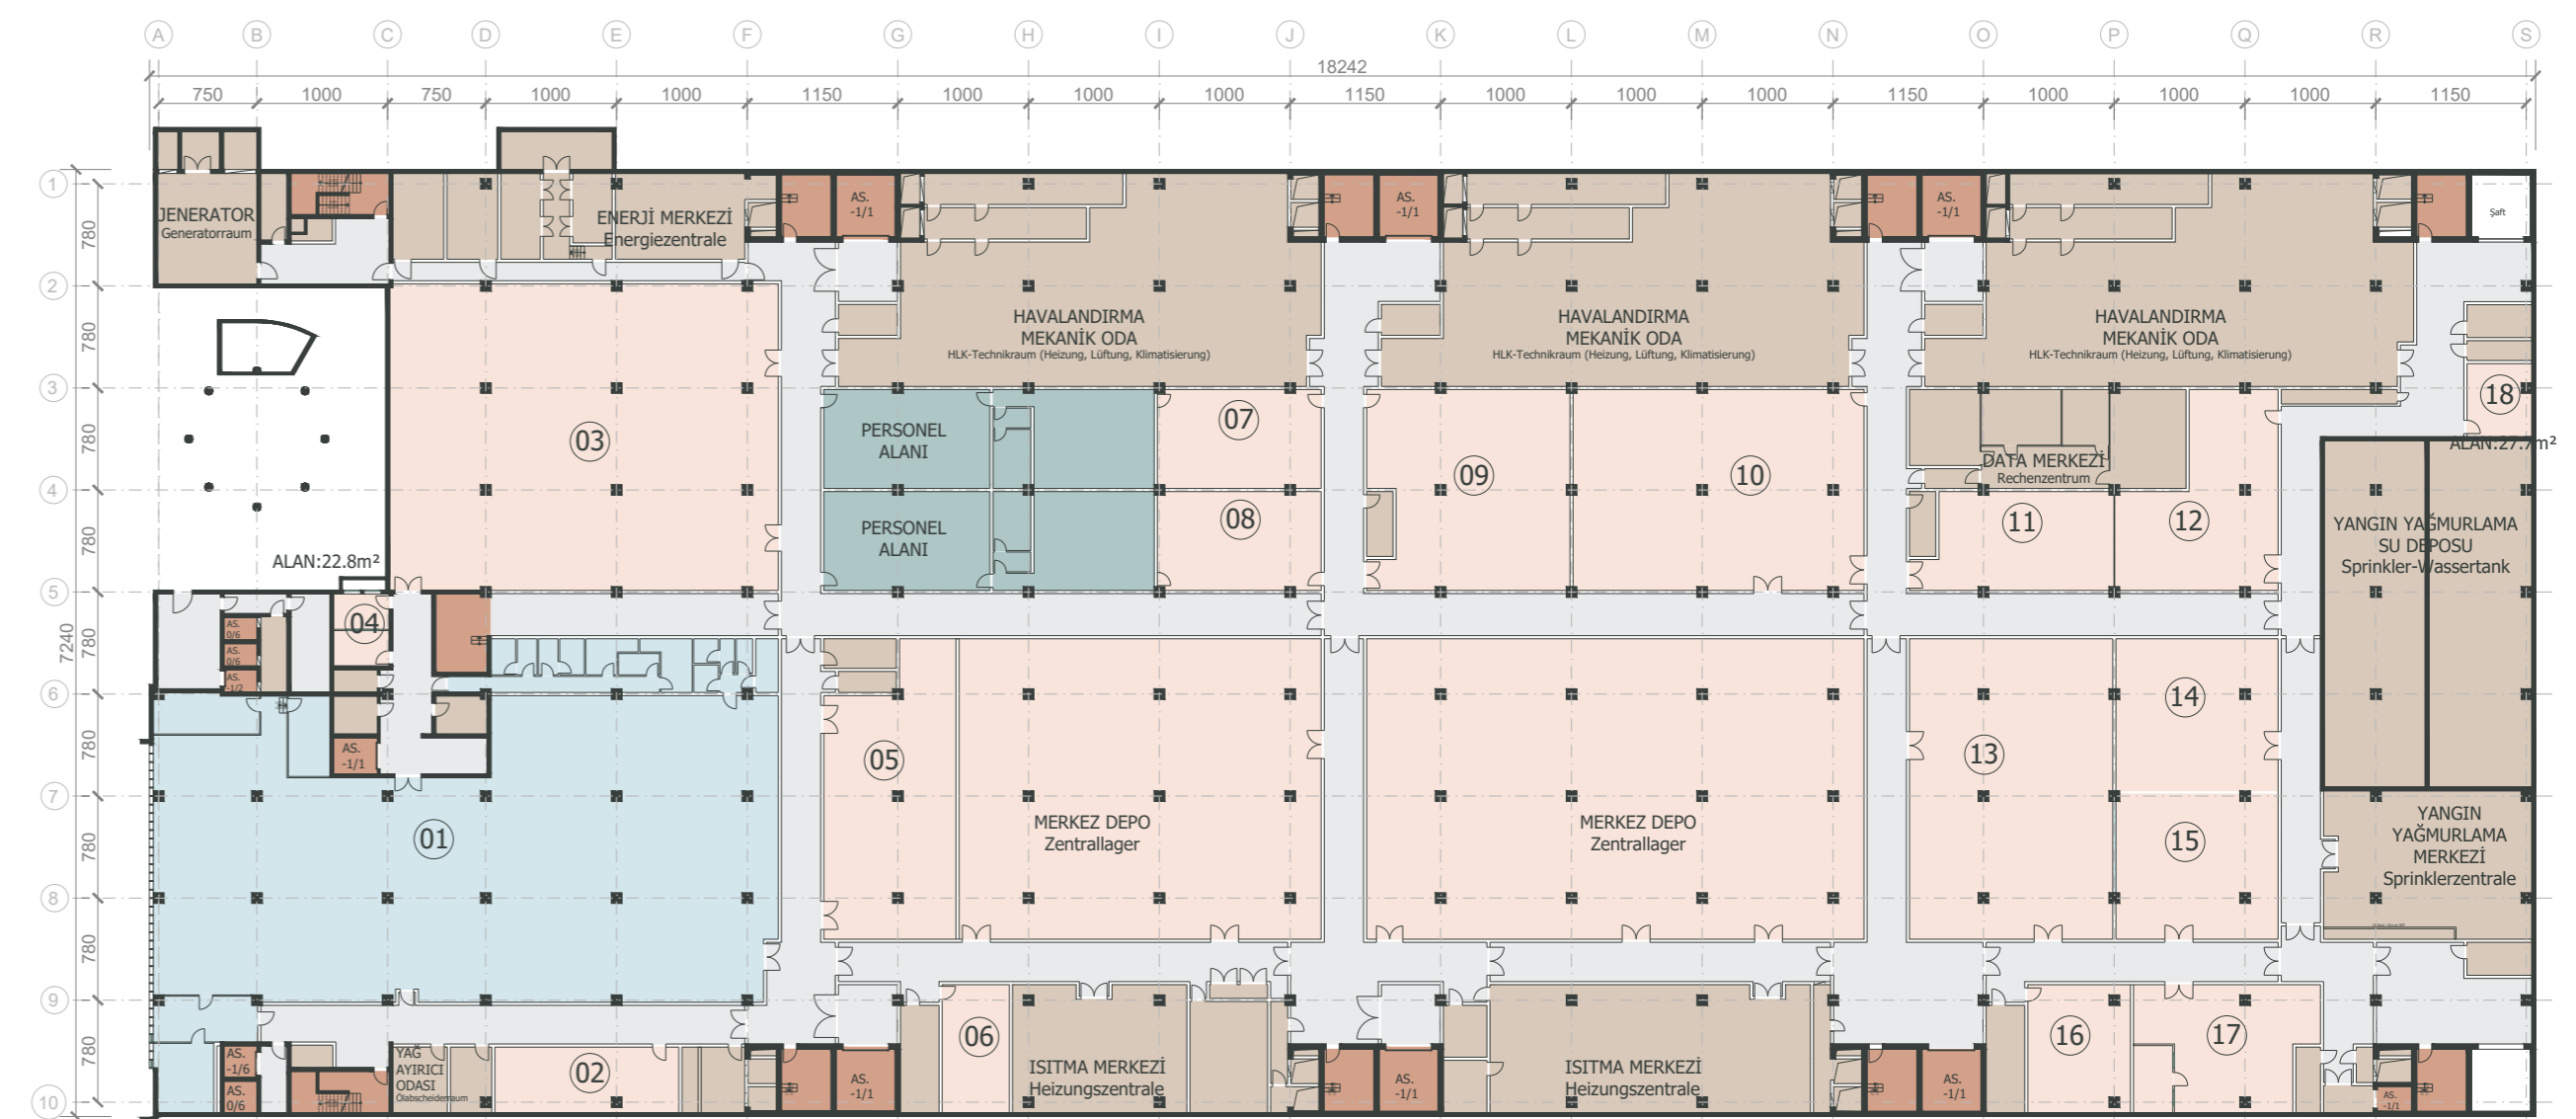 A B C D E F G H I J K L M N O P Q R S
18242
750 1000 750 1000 1000 1150 1000 1000 1000 1150 1000 1000 1000 1150 1000 1000 1000 1150
1
2
3
4
5
6
7
8
9
10
780
780
780
780
780
780
780
780
780
7240
JENERATOR
Generatorraum
ENERJİ MERKEZİ
Energiezentrale
AS.
-1/1
AS.
-1/1
AS.
-1/1
Şaft
HAVALANDIRMA
MEKANİK ODA
HLK-Technikraum (Heizung, Lüftung, Klimatisierung)
HAVALANDIRMA
MEKANİK ODA
HLK-Technikraum (Heizung, Lüftung, Klimatisierung)
HAVALANDIRMA
MEKANİK ODA
HLK-Technikraum (Heizung, Lüftung, Klimatisierung)
03
PERSONEL
ALANI
PERSONEL
ALANI
07
08
09
10
DATA MERKEZİ
Rechenzentrum
11
12
18
ALAN:27.7m²
YANGIN YAĞMURLAMA
SU DEPOSU
Sprinkler-Wassertank
ALAN:22.8m²
04
AS.
0/6
AS.
0/6
AS.
-1/2
AS.
-1/1
01
05
MERKEZ DEPO
Zentrallager
MERKEZ DEPO
Zentrallager
13
14
15
YANGIN
YAĞMURLAMA
MERKEZİ
Sprinklerzentrale
AS.
-1/6
AS.
0/6
YAĞ
AYIRICI
ODASI
Ölabscheiderraum
02
AS.
-1/1
06
ISITMA MERKEZİ
Heizungszentrale
AS.
-1/1
ISITMA MERKEZİ
Heizungszentrale
AS.
-1/1
16
17
AS.
-1/1